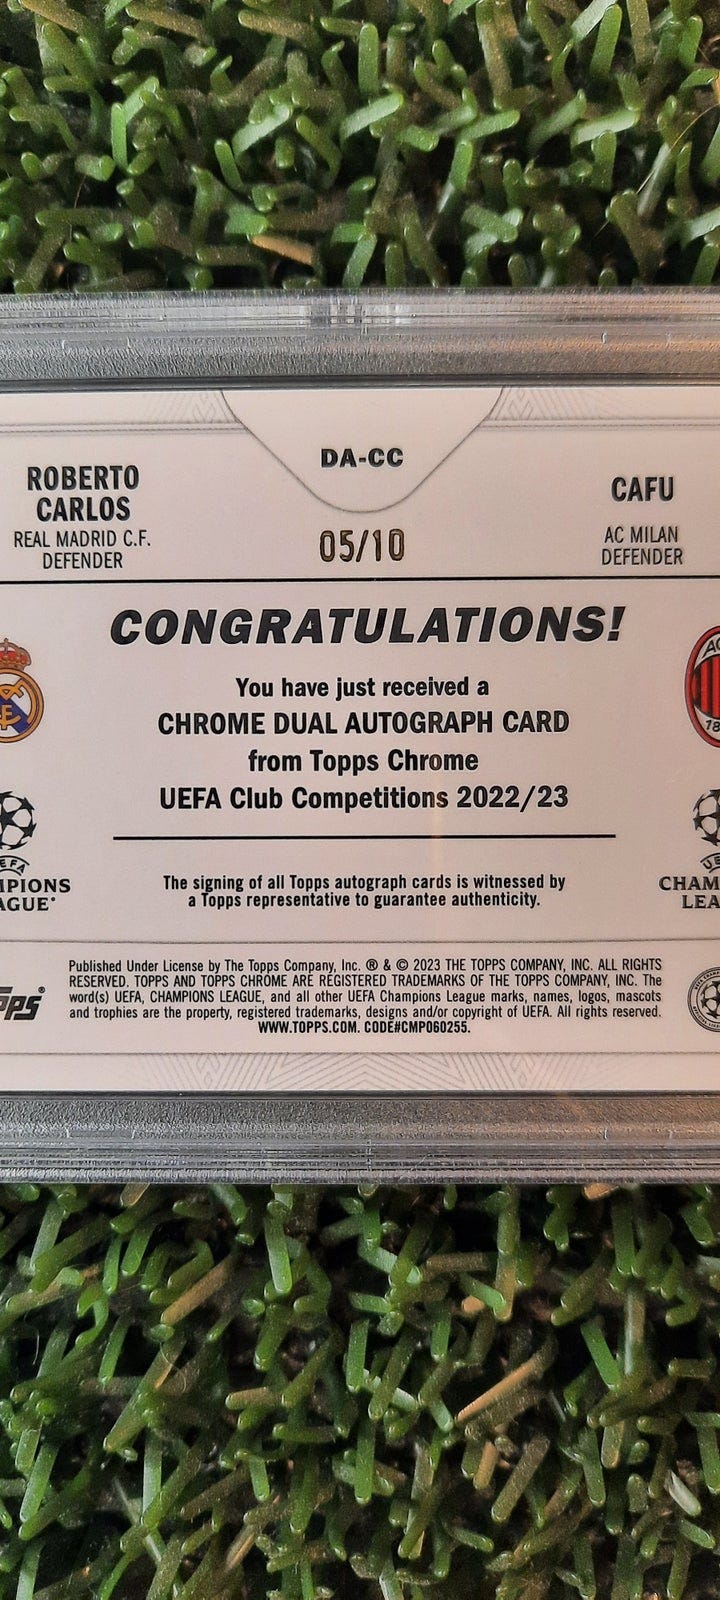 DA-CC
ROBERTO
CARLOS
REAL MADRID C.F.
DEFENDER
05/10
CAFU
AC MILAN
DEFENDER
CONGRATULATIONS!
You have just received a
CHROME DUAL AUTOGRAPH CARD
from Topps Chrome
UEFA Club Competitions 2022/23
The signing of all Topps autograph cards is witnessed by
a Topps representative to guarantee authenticity.
Published Under License by The Topps Company, Inc. ® & © 2023 THE TOPPS COMPANY, INC. ALL RIGHTS
RESERVED. TOPPS AND TOPPS CHROME ARE REGISTERED TRADEMARKS OF THE TOPPS COMPANY, INC. The
word(s) UEFA, CHAMPIONS LEAGUE, and all other UEFA Champions League marks, names, logos, mascots
and trophies are the property, registered trademarks, designs and/or copyright of UEFA. All rights reserved.
WWW.TOPPS.COM. CODE#CMP060255.